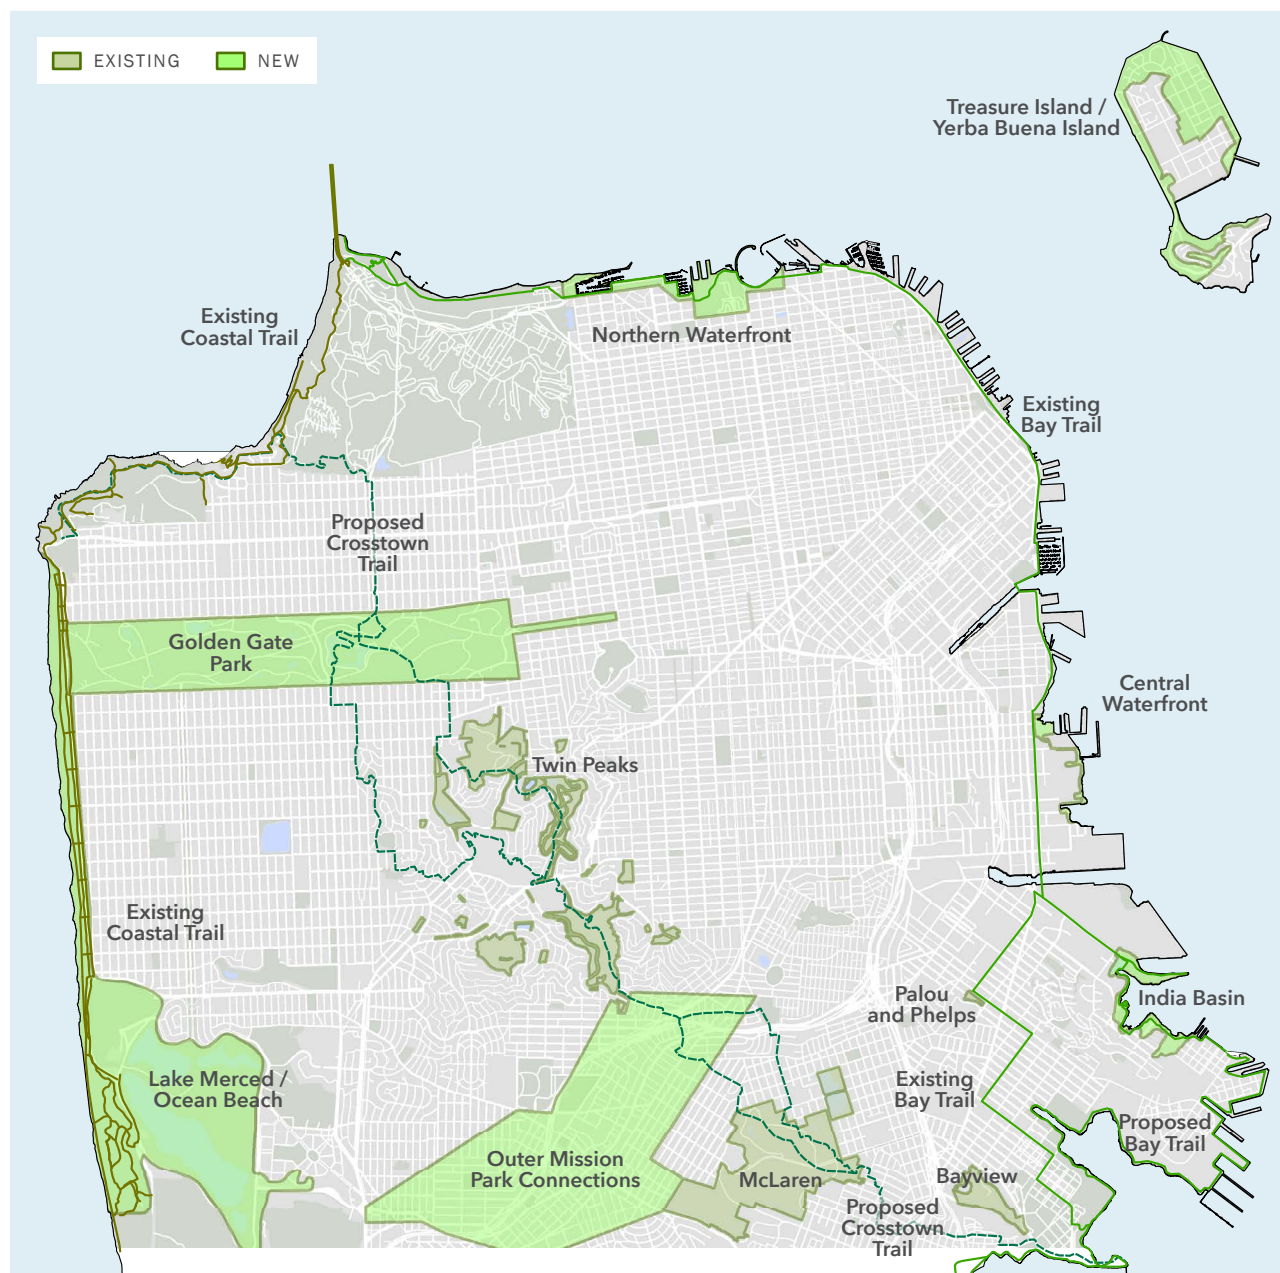 EXISTING
NEW
Treasure Island /
Yerba Buena Island
Existing
Coastal Trail
Northern Waterfront
Existing
Bay Trail
Proposed
Crosstown
Trail
Golden Gate
Park
Central
Waterfront
Twin Peaks
Existing
Coastal Trail
Palou
and Phelps
India Basin
Lake Merced /
Ocean Beach
Existing
Bay Trail
Proposed
Bay Trail
Outer Mission
Park Connections
McLaren
Bayview
Proposed
Crosstown
Trail